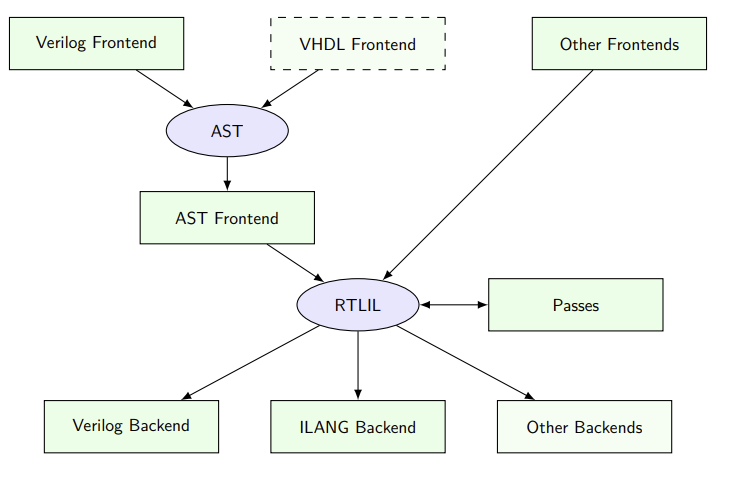 Verilog Frontend
VHDL Frontend
Other Frontends
AST
AST Frontend
RTLIL
Passes
Verilog Backend
ILANG Backend
Other Backends